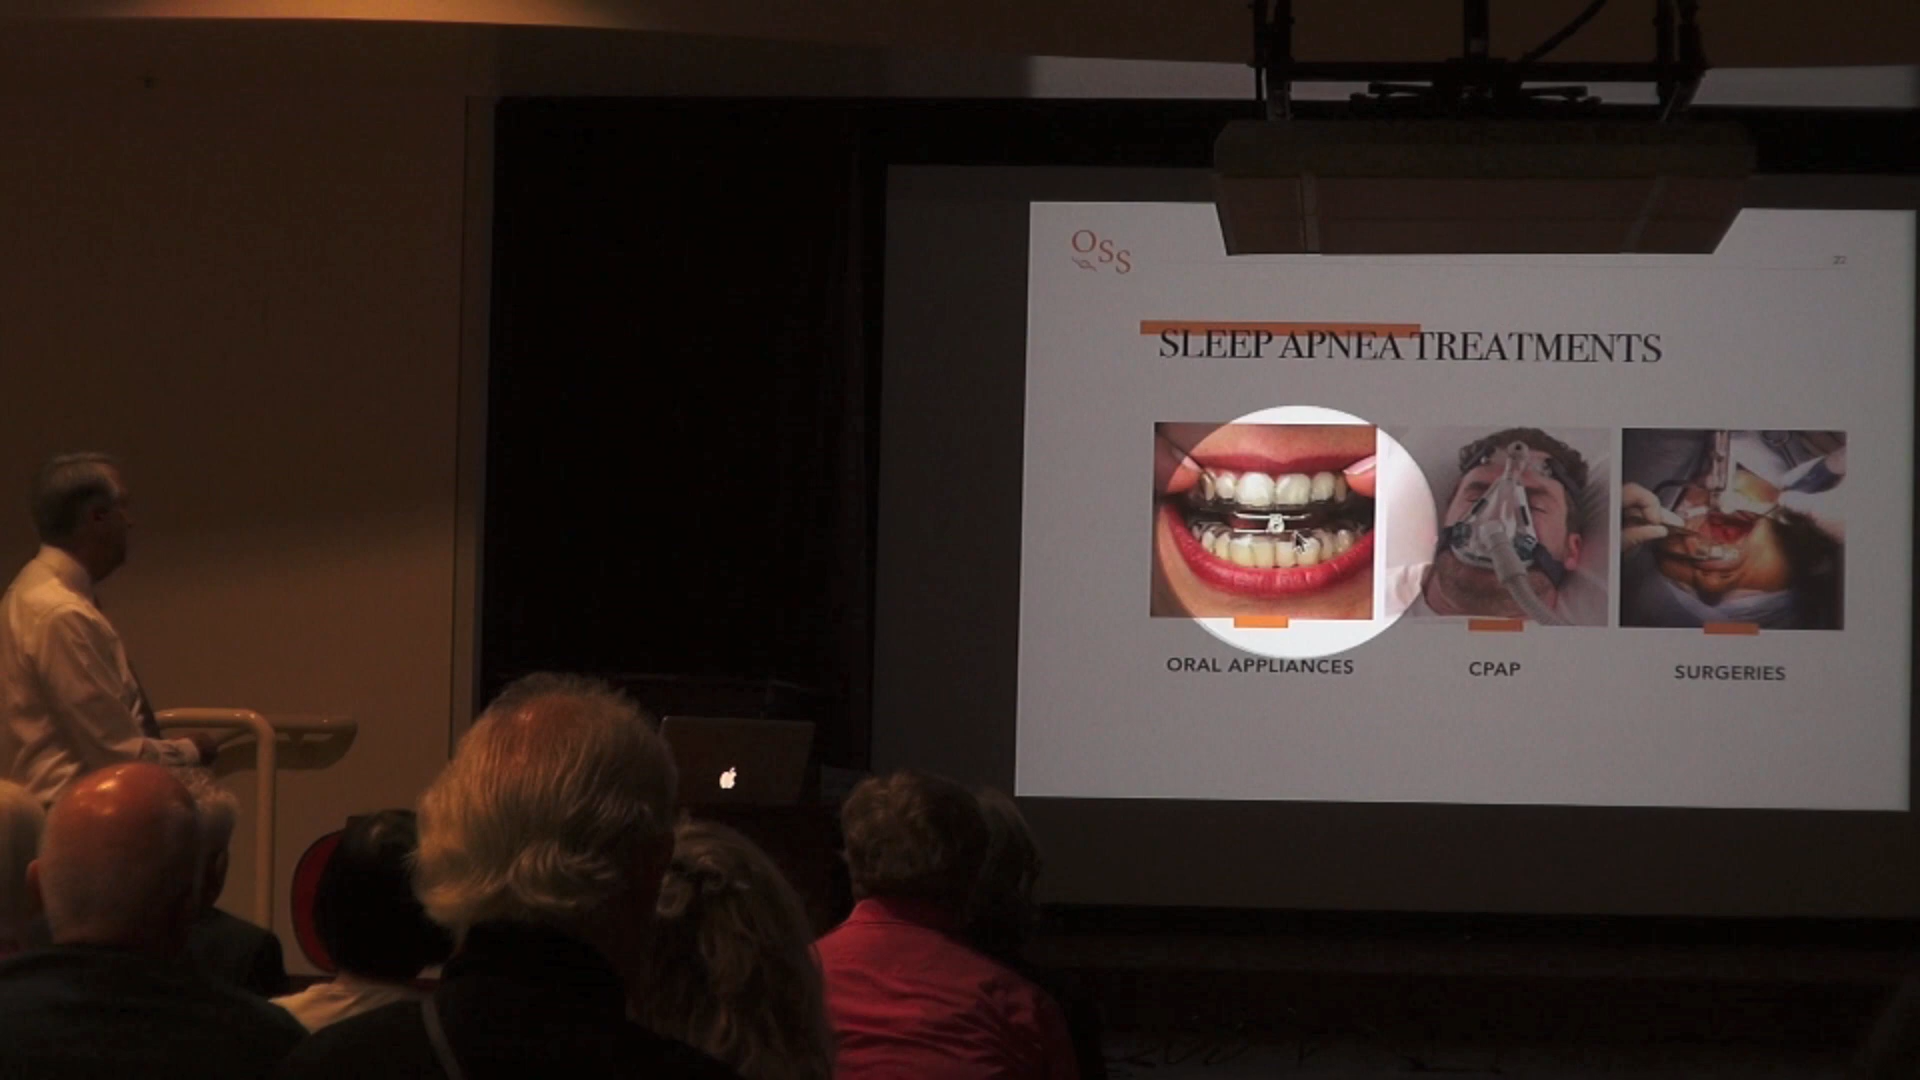 OSS
22
SLEEP APNEA TREATMENTS
ORAL APPLIANCES
CPAP
SURGERIES